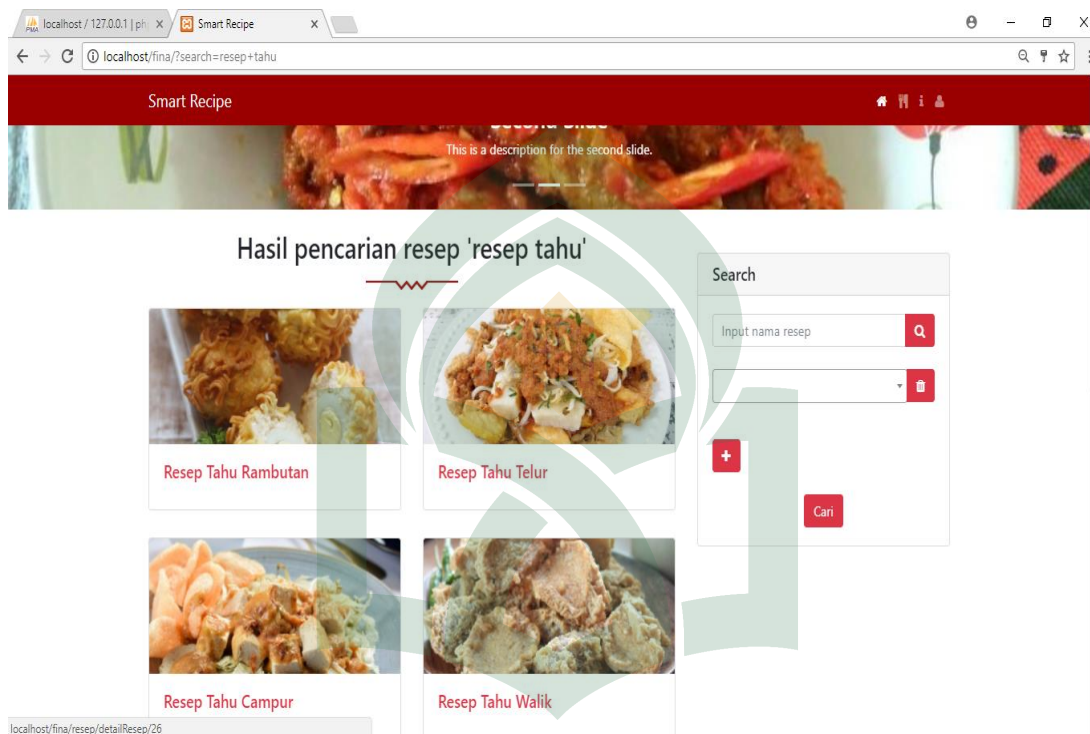 localhost / 127.0.0.1 | ph
Smart Recipe
localhost/fina/?search=resep+tahu
Smart Recipe
Second Slide
This is a description for the second slide.
Hasil pencarian resep 'resep tahu'
Search
Input nama resep
Resep Tahu Rambutan
Resep Tahu Telur
Cari
Resep Tahu Campur
Resep Tahu Walik
localhost/fina/resep/detailResep/26